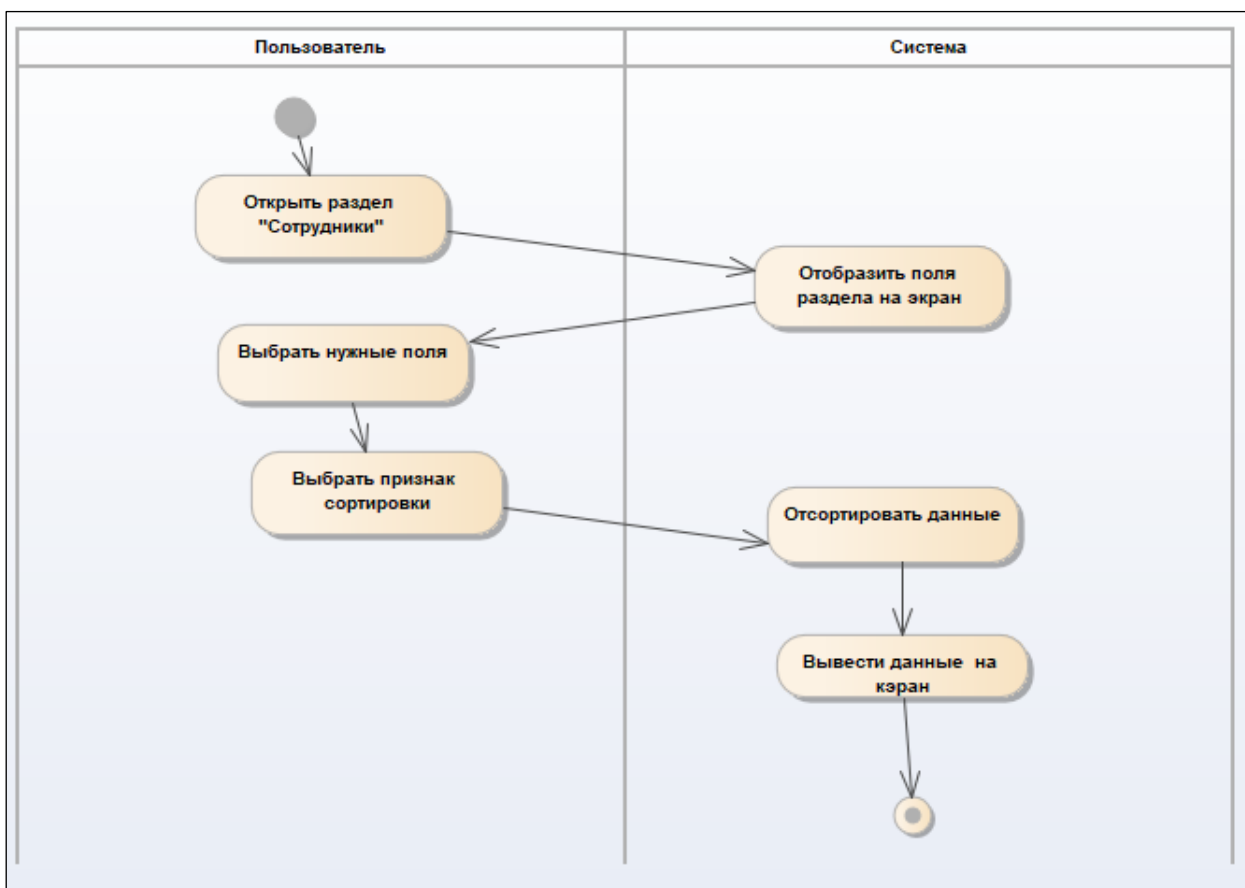 Пользователь
Система
Открыть раздел
"Сотрудники"
Отобразить поля
раздела на экран
Выбрать нужные поля
Выбрать признак
сортировки
Отсортировать данные
Вывести данные на
кэран